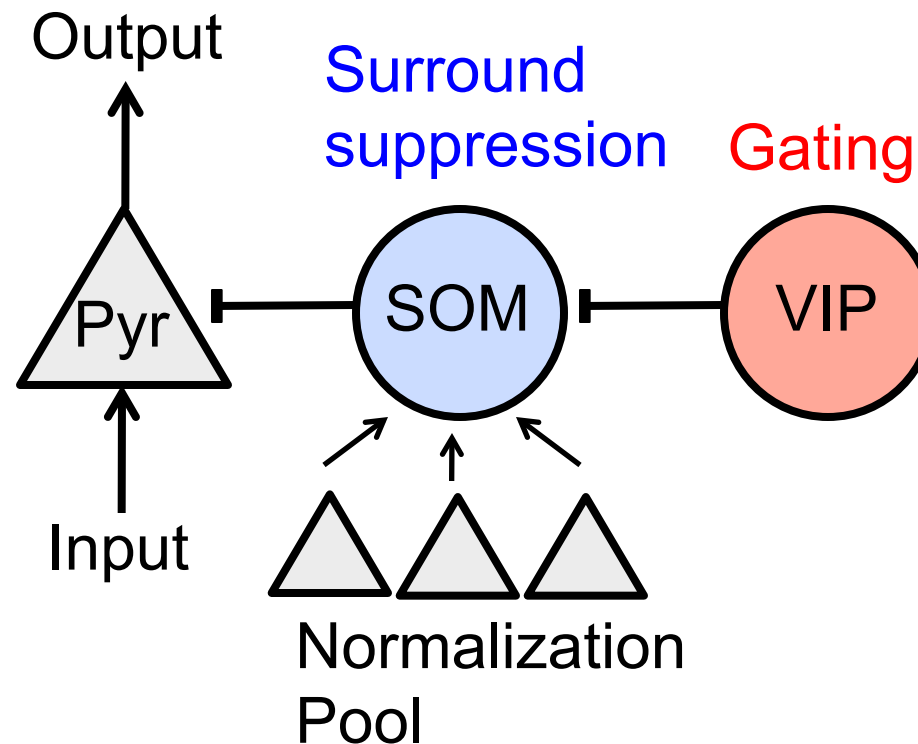 Output
Surround
suppression
Gating
Pyr
SOM
VIP
Input
Normalization
Pool